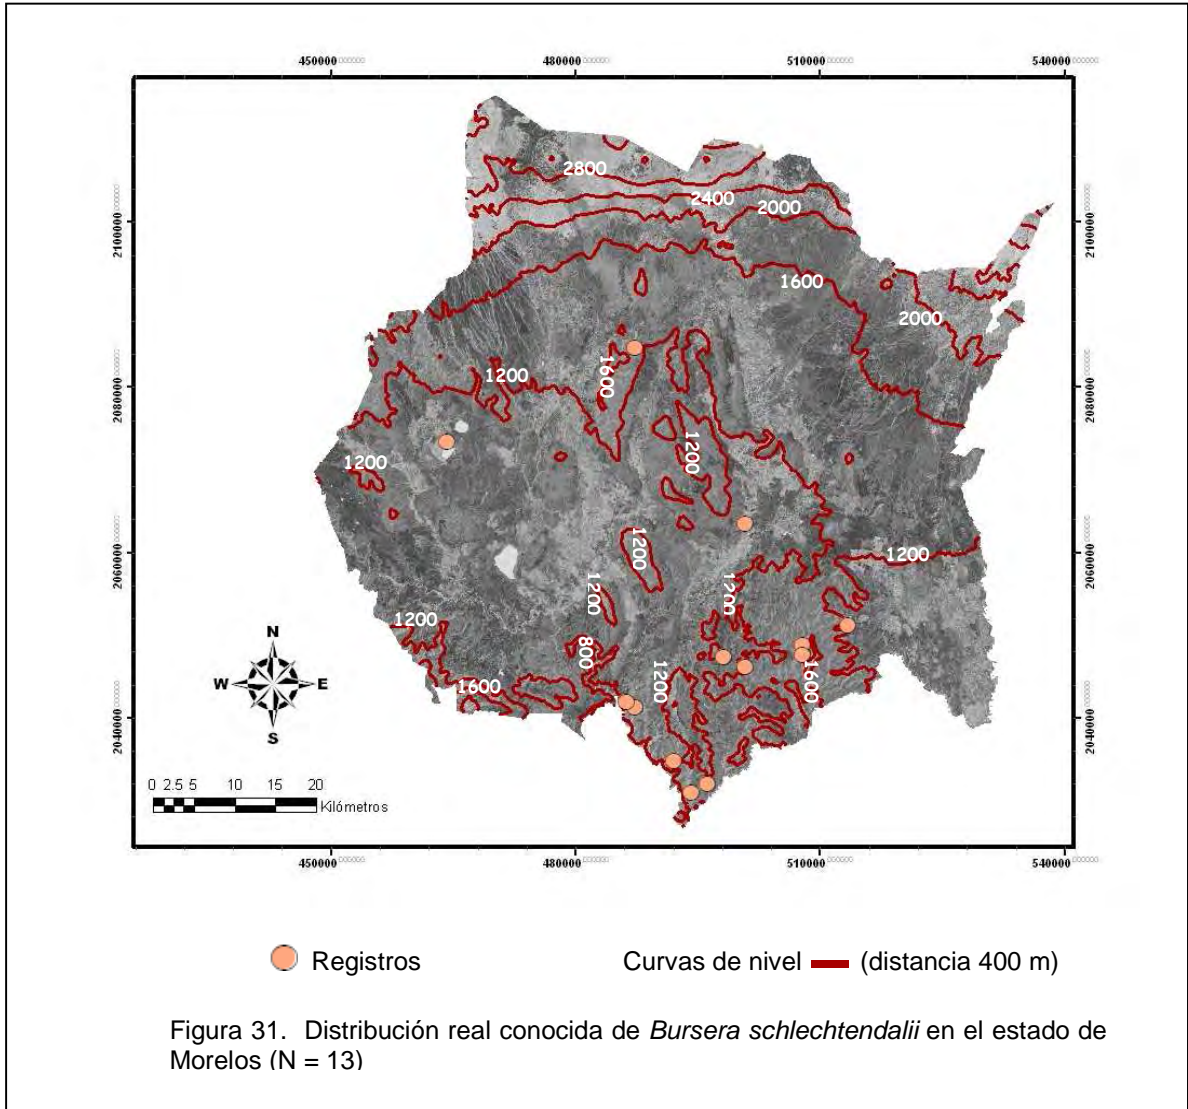 450000 480000 510000 540000
2800
2400
2000
2100000 2100000
1600
2000
1200
1600
2080000 2080000
1200
1200
1200
2060000 2060000
1200
1200
1200
1200
800
1200
1600
1600
N
W E
S
2040000 2040000
0 2.5 5 10 15 20
Kilómetros
450000 480000 510000 540000
Registros Curvas de nivel (distancia 400 m)
Figura 31. Distribución real conocida de Bursera schlechtendalii en el estado de
Morelos (N = 13)